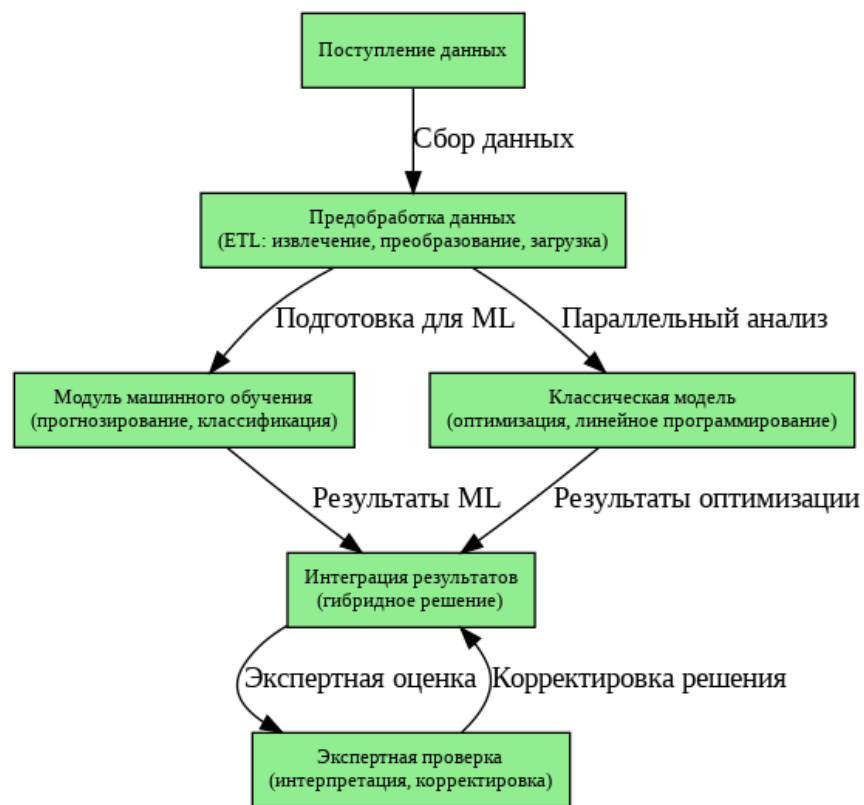 Поступление данных
Сбор данных
Предобработка данных
(ETL: извлечение, преобразование, загрузка)
Подготовка для ML
Параллельный анализ
Модуль машинного обучения
(прогнозирование, классификация)
Классическая модель
(оптимизация, линейное программирование)
Результаты ML
Результаты оптимизации
Интеграция результатов
(гибридное решение)
Экспертная оценка
Корректировка решения
Экспертная проверка
(интерпретация, корректировка)